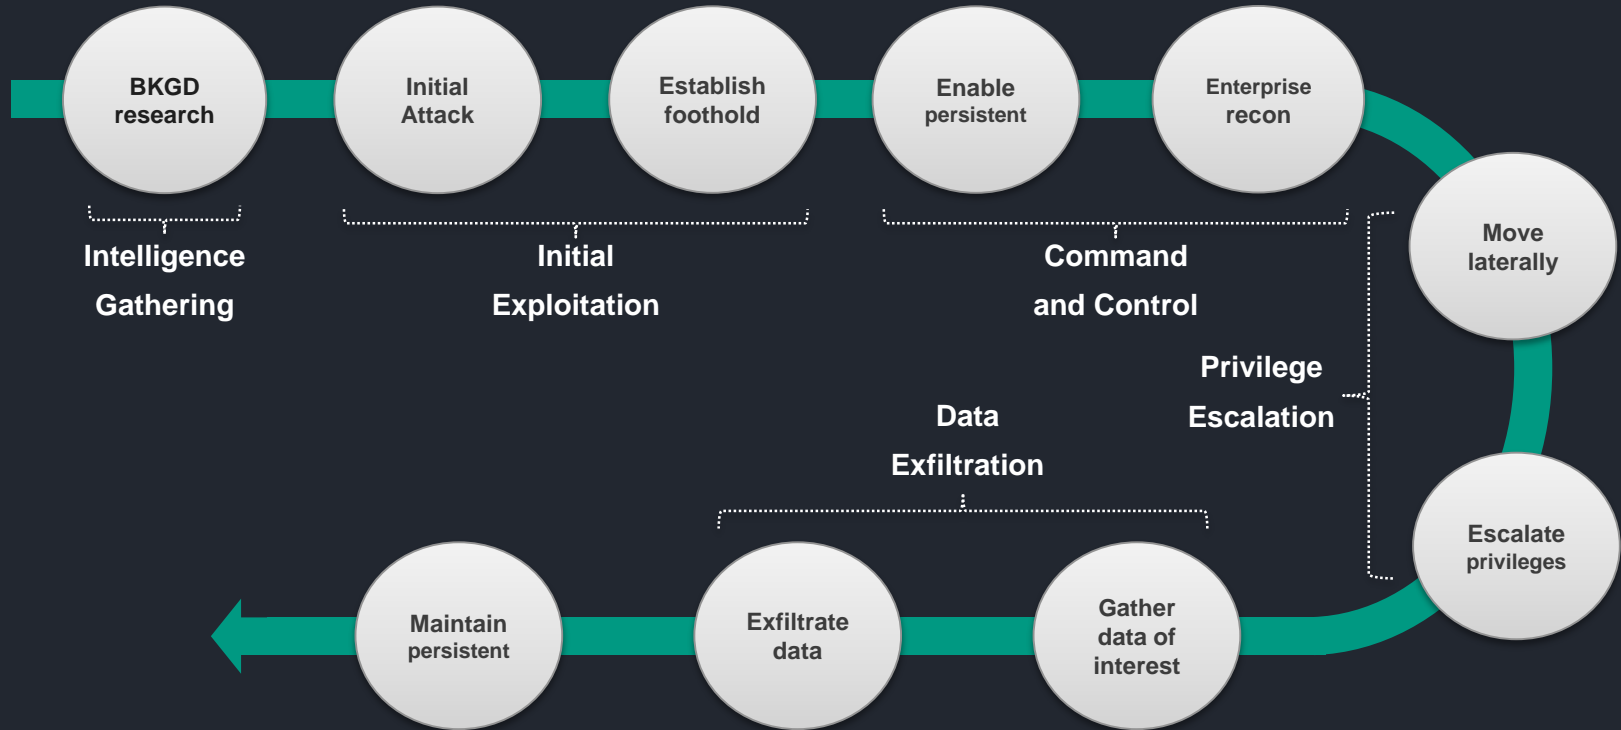 BKGD
research
Initial
Attack
Establish
foothold
Enable
persistent
Enterprise
recon
Intelligence
Gathering
Initial
Exploitation
Command
and Control
Move
laterally
Privilege
Escalation
Escalate
privileges
Data
Exfiltration
Maintain
persistent
Exfiltrate
data
Gather
data of
interest